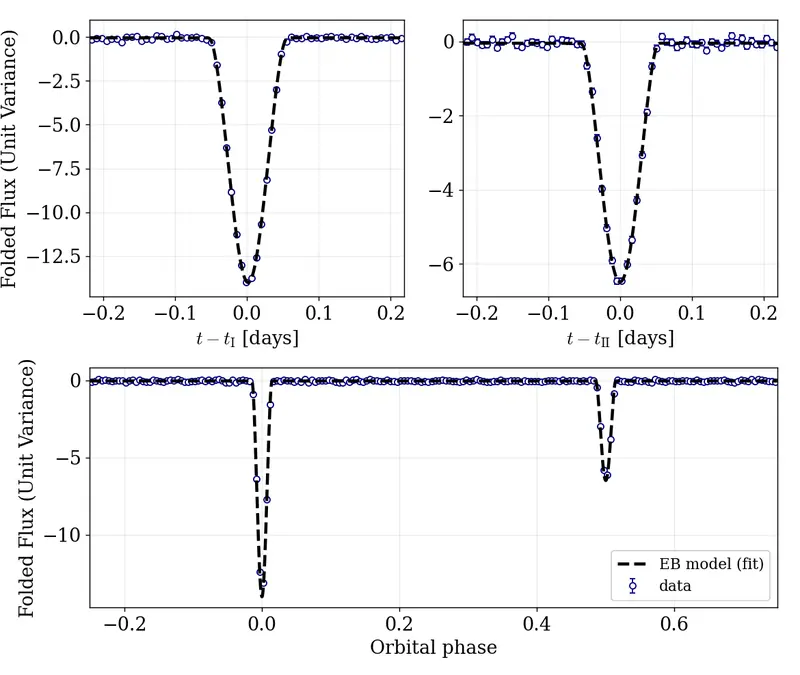 Folded Flux (Unit Variance)
0.0
−2.5
−5.0
−7.5
−10.0
−12.5
−0.2 −0.1 0.0 0.1 0.2
t − t_I [days]
0
−2
−4
−6
−0.2 −0.1 0.0 0.1 0.2
t − t_II [days]
Folded Flux (Unit Variance)
0
−5
−10
EB model (fit)
data
−0.2 0.0 0.2 0.4 0.6
Orbital phase